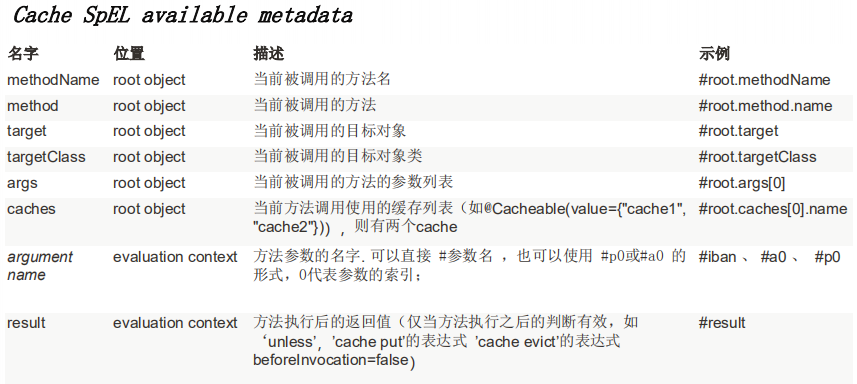 Cache SpEL available metadata
名字 位置 描述 示例
methodName root object 当前被调用的方法名 #root.methodName
method root object 当前被调用的方法 #root.method.name
target root object 当前被调用的目标对象 #root.target
targetClass root object 当前被调用的目标对象类 #root.targetClass
args root object 当前被调用的方法的参数列表 #root.args[0]
caches root object 当前方法调用使用的缓存列表（如@Cacheable(value={"cache1", #root.caches[0].name
"cache2"})），则有两个cache
argument evaluation context 方法参数的名字. 可以直接 #参数名 ，也可以使用 #p0或#a0 的 #iban 、 #a0 、 #p0
name 形式，0代表参数的索引；
result evaluation context 方法执行后的返回值（仅当方法执行之后的判断有效，如 #result
‘unless’，'cache put'的表达式 'cache evict'的表达式
beforeInvocation=false）